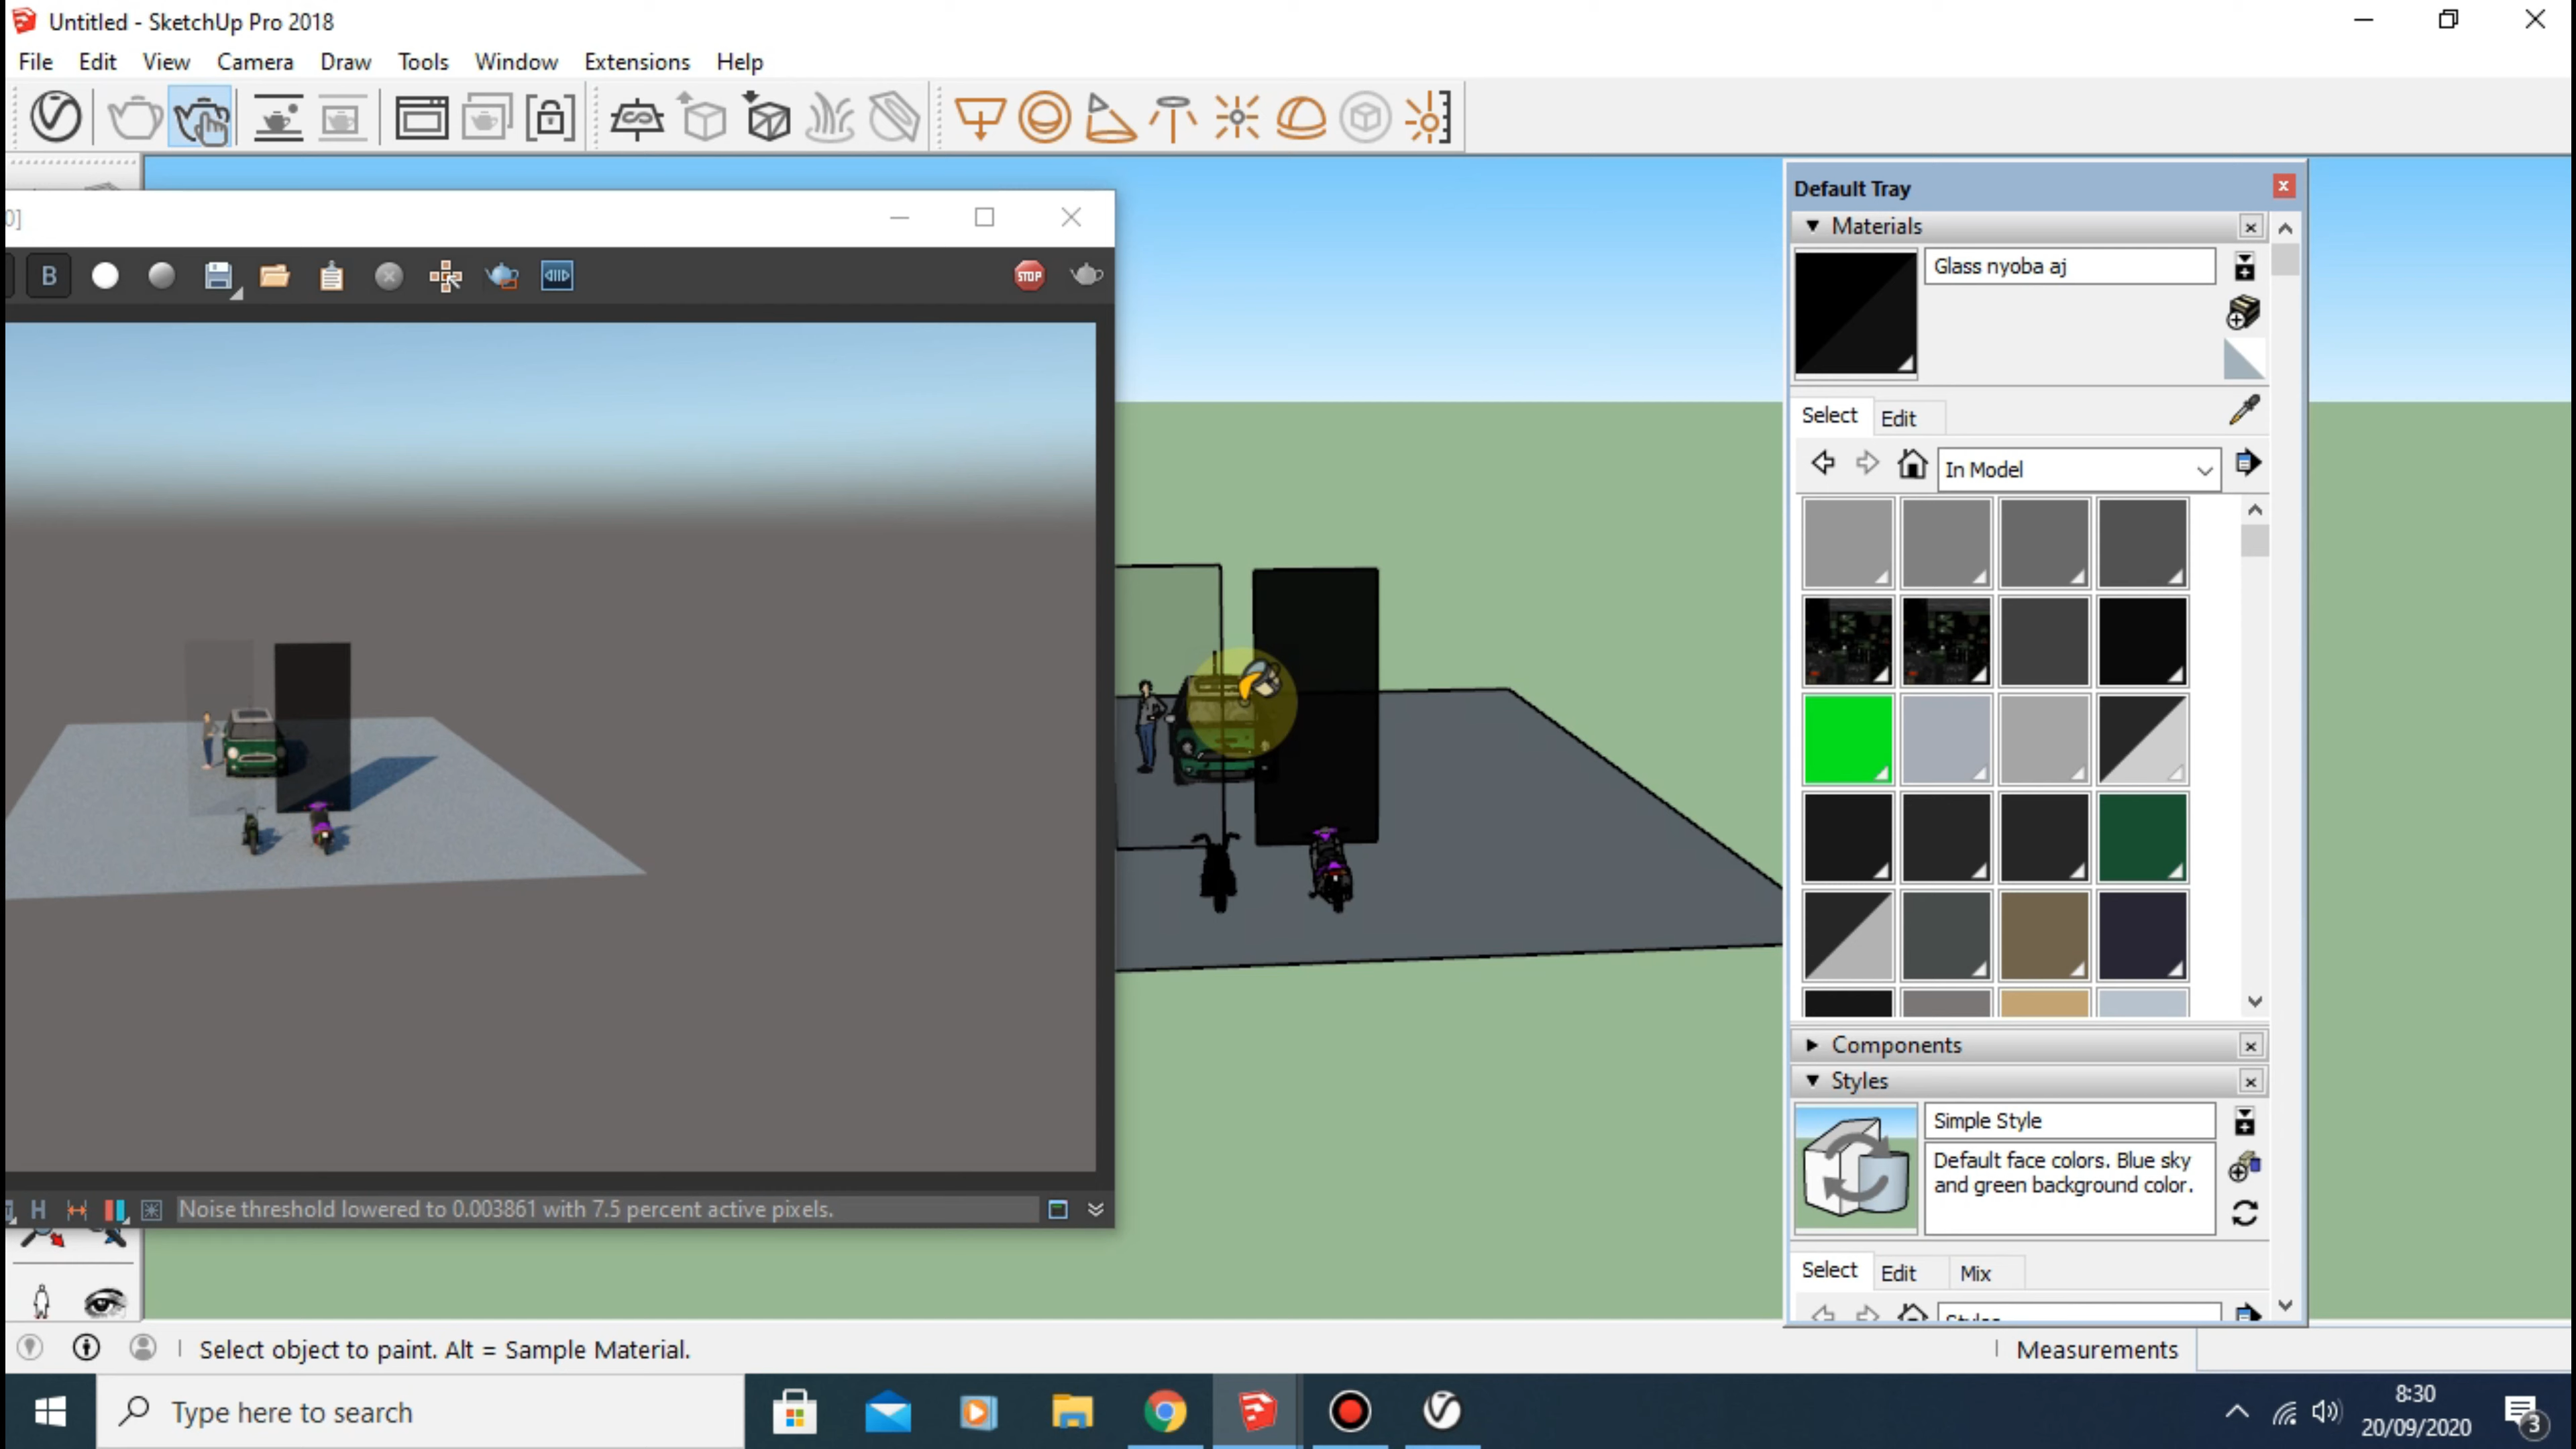 Untitled - SketchUp Pro 2018
File Edit View Camera Draw Tools Window Extensions Help
0]
B
STOP
H
Noise threshold lowered to 0.003861 with 7.5 percent active pixels.
Default Tray
Materials
Glass nyoba aj
Select Edit
In Model
Components
Styles
Simple Style
Default face colors. Blue sky
and green background color.
Select Edit Mix
Select object to paint. Alt = Sample Material.
Measurements
Type here to search
8:30
20/09/2020
3